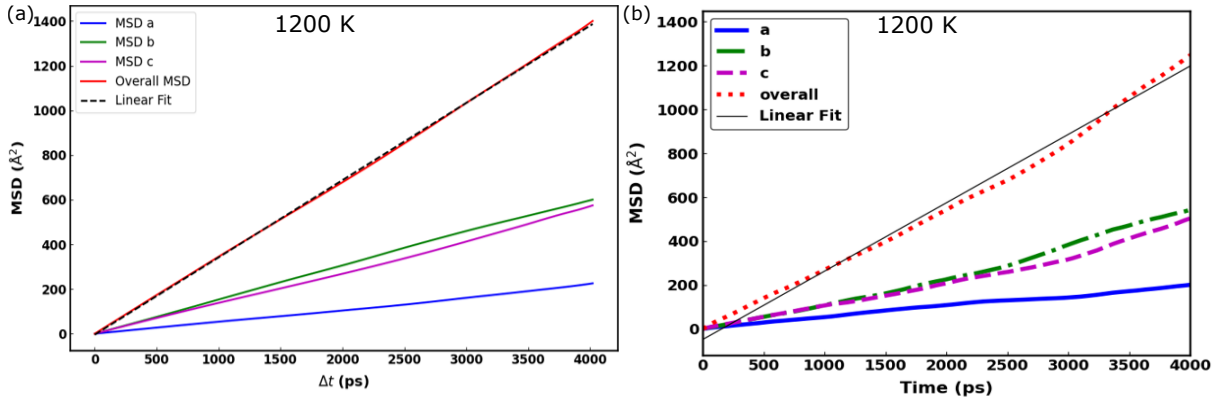 (a)
1200 K
MSD a
MSD b
MSD c
Overall MSD
Linear Fit
1400
1200
1000
800
600
400
200
0
MSD (Å²)
0 500 1000 1500 2000 2500 3000 3500 4000
Δt (ps)
(b)
1200 K
a
b
c
overall
Linear Fit
1400
1200
1000
800
600
400
200
0
MSD (Å²)
0 500 1000 1500 2000 2500 3000 3500 4000
Time (ps)